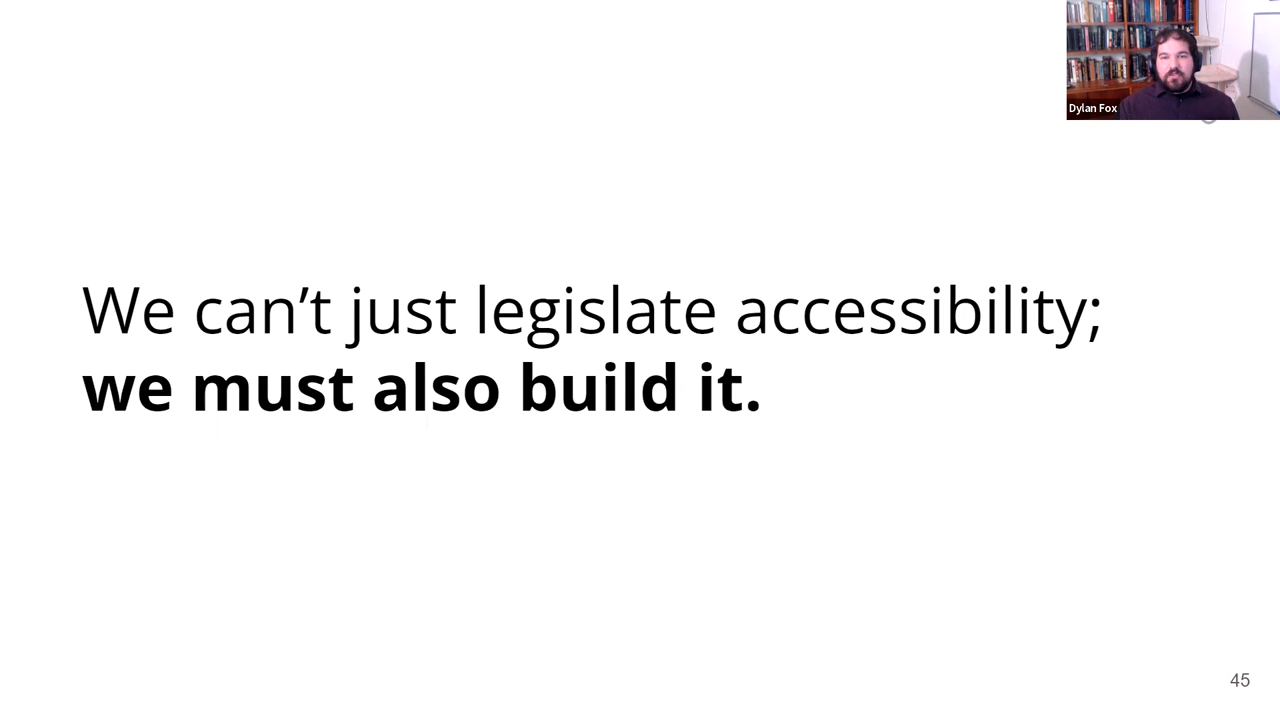 Dylan Fox
We can’t just legislate accessibility;
we must also build it.
45